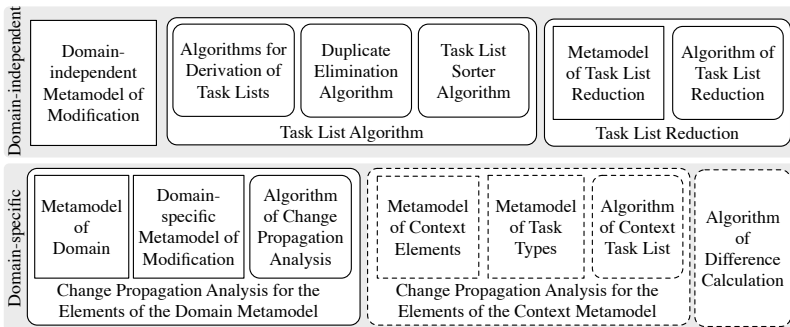 Domain-independent
Domain-
independent
Metamodel of
Modification
Algorithms for
Derivation of
Task Lists
Duplicate
Elimination
Algorithm
Task List
Sorter
Algorithm
Task List Algorithm
Metamodel
of Task List
Reduction
Algorithm of
Task List
Reduction
Task List Reduction
Domain-specific
Metamodel
of
Domain
Domain-
specific
Metamodel of
Modification
Algorithm
of Change
Propagation
Analysis
Change Propagation Analysis for the
Elements of the Domain Metamodel
Metamodel
of Context
Elements
Metamodel
of Task
Types
Algorithm
of Context
Task List
Change Propagation Analysis for the
Elements of the Context Metamodel
Algorithm
of
Difference
Calculation